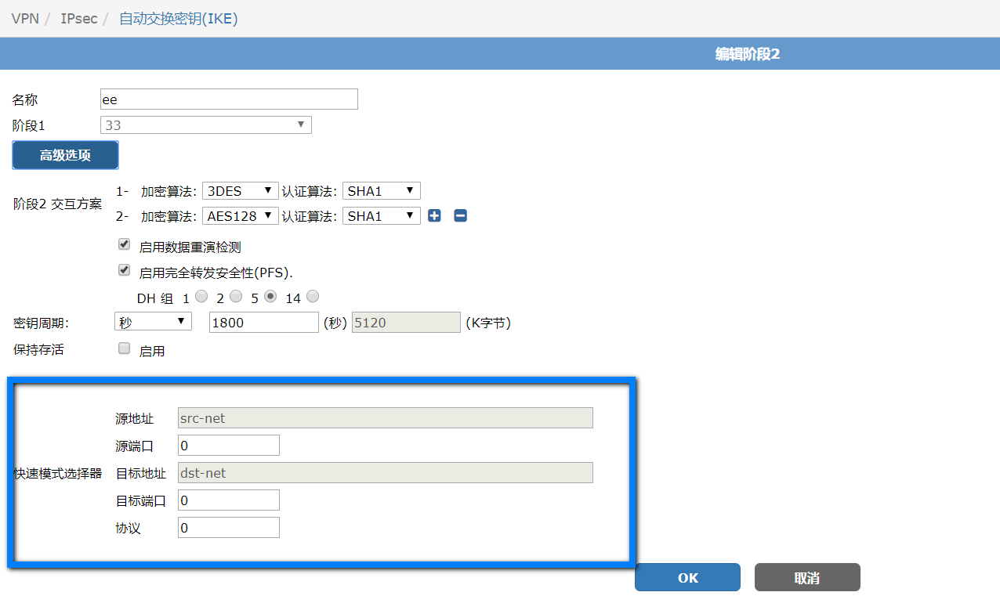 VPN / IPsec / 自动交换密钥(IKE)
编辑阶段2
名称 ee
阶段1 33
高级选项
阶段2 交互方案
1- 加密算法: 3DES 认证算法: SHA1
2- 加密算法: AES128 认证算法: SHA1
启用数据重演检测
启用完全转发安全性(PFS).
DH 组 1 2 5 14
密钥周期: 秒 1800 (秒) 5120 (K字节)
保持存活 启用
快速模式选择器
源地址 src-net
源端口 0
目标地址 dst-net
目标端口 0
协议 0
OK 取消